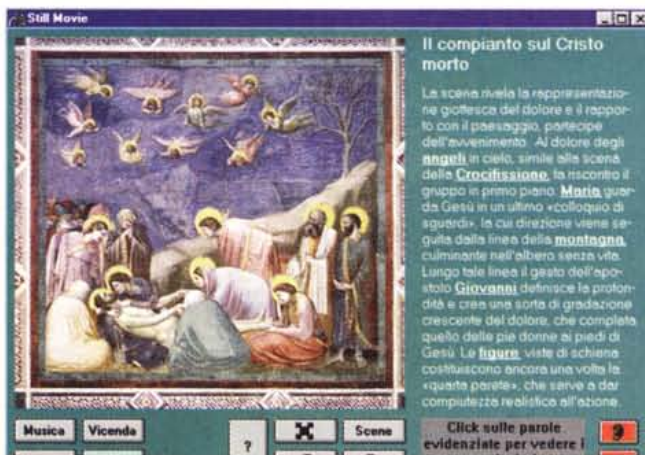 Still Movie
Il compianto sul Cristo
morto
La scena rivela la rappresentazio-
ne giottesca del dolore e il rappor-
to con il paesaggio, partecipe
dell'avvenimento. Al dolore degli
angeli in cielo, simile alla scena
della Crocifissione, fa riscontro il
gruppo in primo piano: Maria guar-
da Gesù in un ultimo «colloquio di
sguardi», la cui direzione viene se-
guita dalla linea della montagna,
culminante nell'albero senza vita.
Lungo tale linea il gesto dell'apo-
stolo Giovanni definisce la profon-
dità e crea una sorta di gradazione
crescente del dolore, che completa
quello delle pie donne ai piedi di
Gesù. Le figure, viste di schiena
costituiscono ancora una volta la
«quarta parete», che serve a dar
compiutezza realistica all'azione.
Musica
Vicenda
?
Scene
Click sulle parole
evidenziate per vedere i